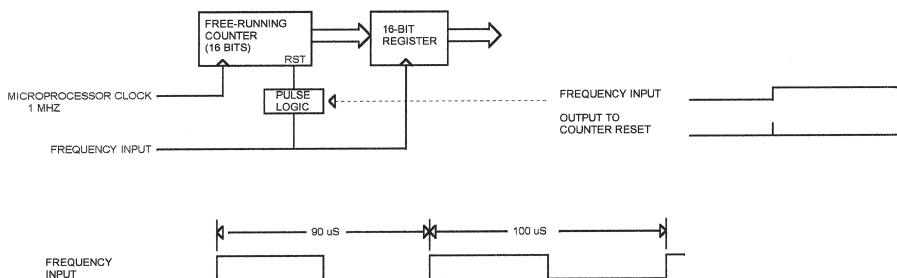 FREE-RUNNING
COUNTER
(16 BITS)
RST
16-BIT
REGISTER
MICROPROCESSOR CLOCK
1 MHZ
PULSE
LOGIC
FREQUENCY INPUT
FREQUENCY INPUT
OUTPUT TO
COUNTER RESET
90 uS
100 uS
FREQUENCY
INPUT